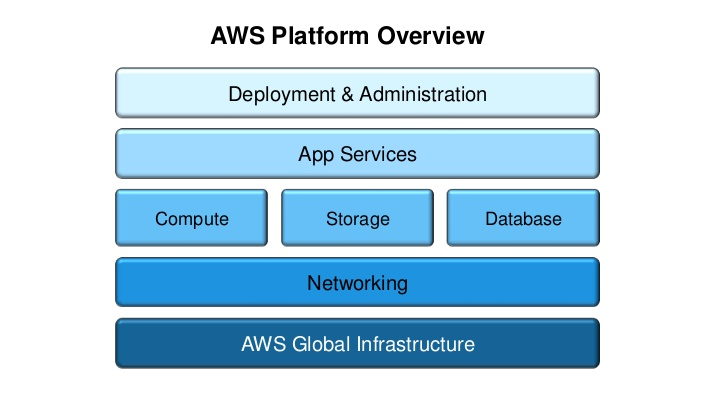 AWS Platform Overview
Deployment & Administration
App Services
Compute
Storage
Database
Networking
AWS Global Infrastructure